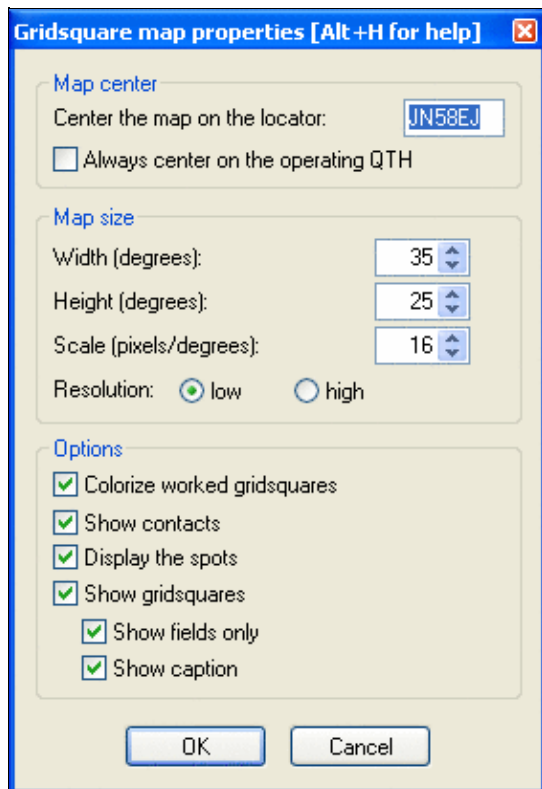 Gridsquare map properties [Alt+H for help]
Map center
Center the map on the locator: JN58EJ
Always center on the operating QTH
Map size
Width (degrees): 35
Height (degrees): 25
Scale (pixels/degrees): 16
Resolution: low high
Options
Colorize worked gridsquares
Show contacts
Display the spots
Show gridsquares
Show fields only
Show caption
OK Cancel